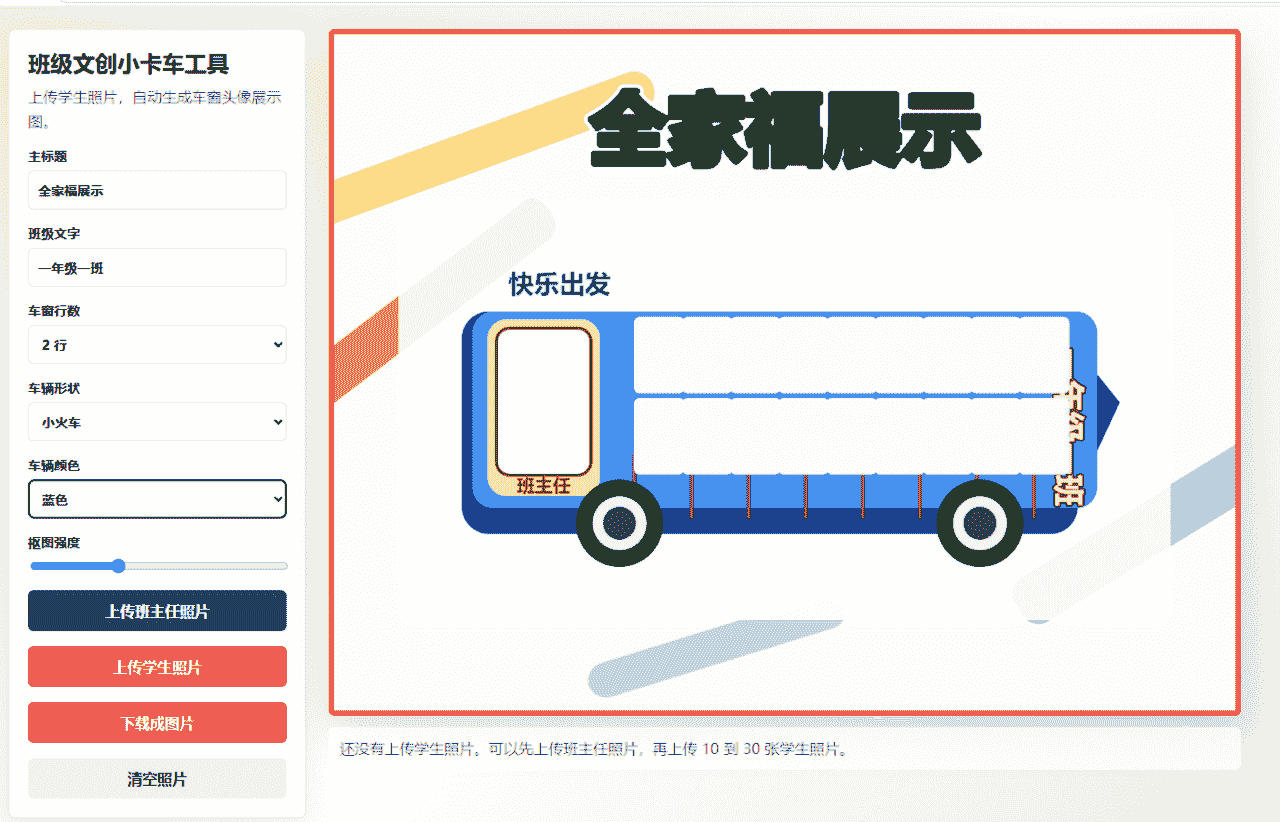 班级文创小卡车工具
上传学生照片，自动生成车窗头像展示
图。
主标题
全家福展示
班级文字
一年级一班
车窗行数
2 行
车辆形状
小火车
车辆颜色
蓝色
抠图强度
上传班主任照片
上传学生照片
下载成图片
清空照片
全家福展示
快乐出发
班主任
一年级一班
还没有上传学生照片。可以先上传班主任照片，再上传 10 到 30 张学生照片。